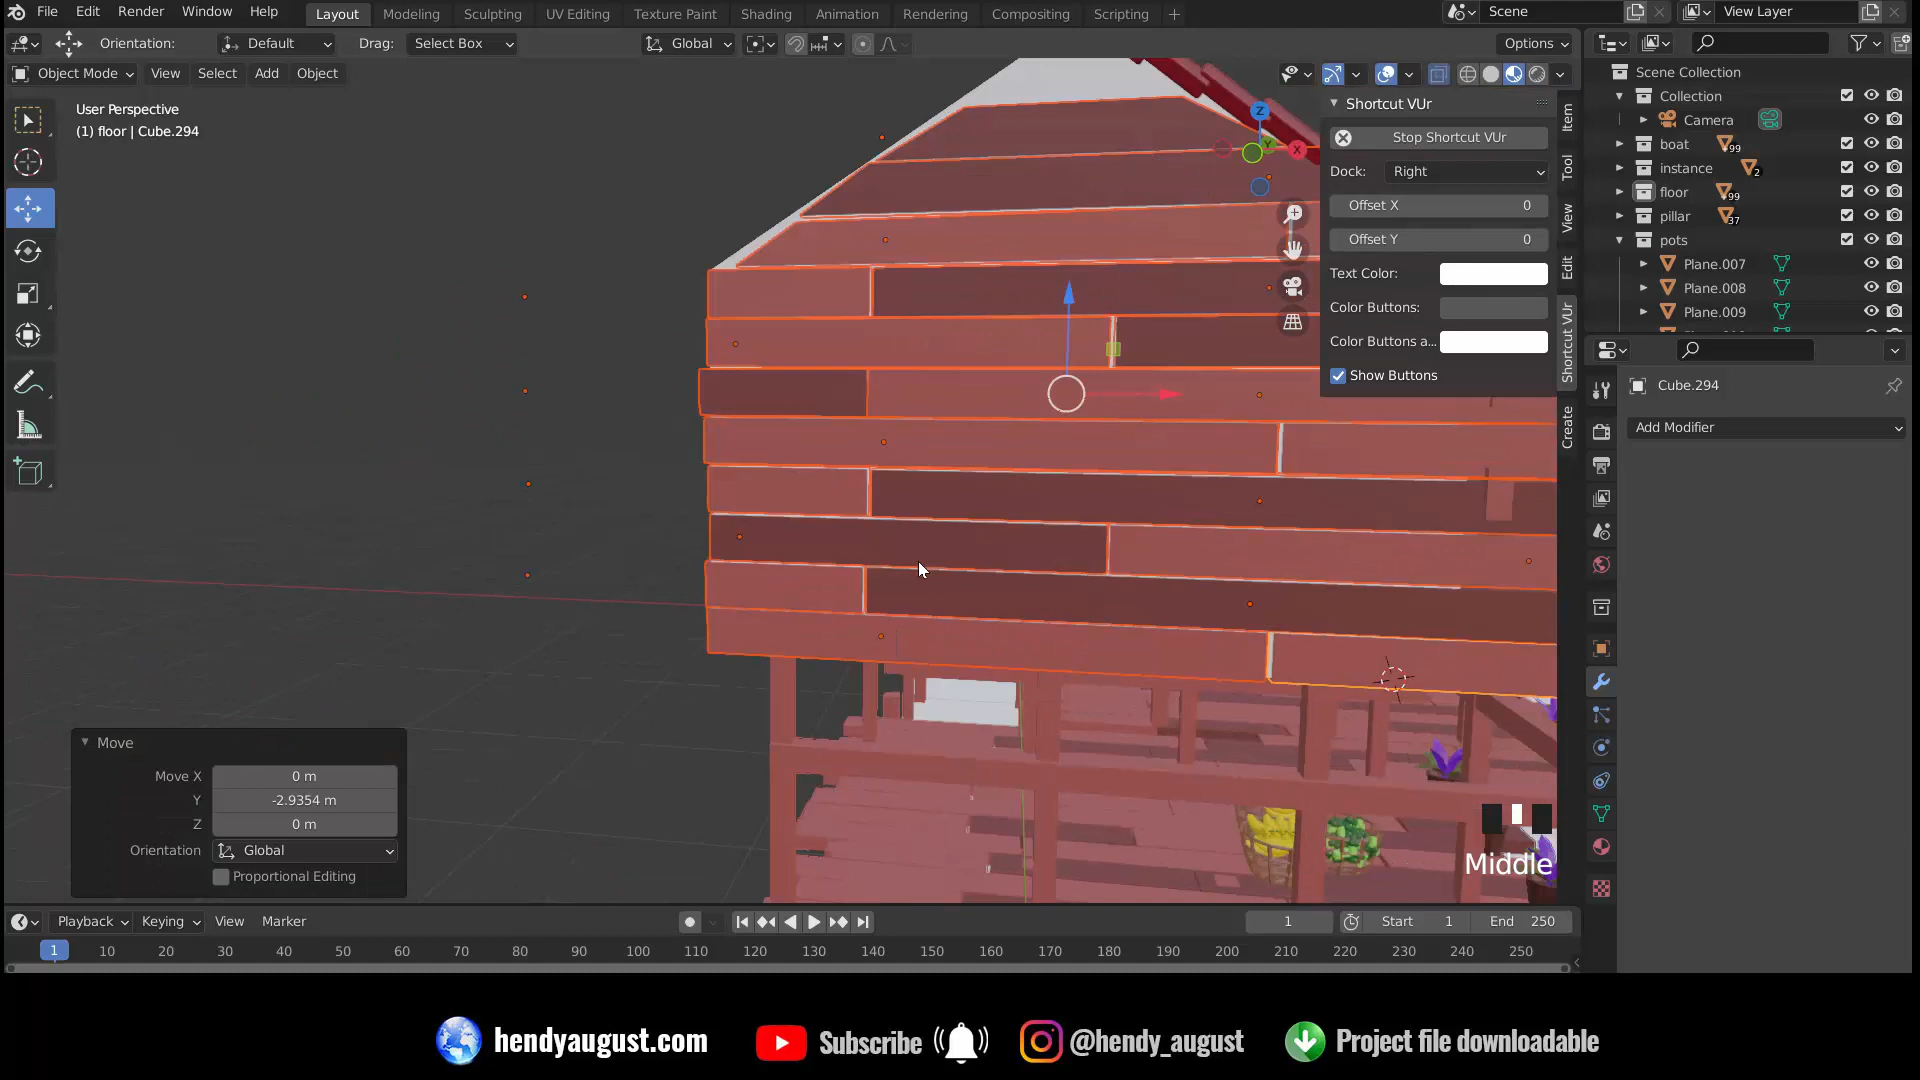 File Edit Render Window Help Layout Modeling Sculpting UV Editing Texture Paint Shading Animation Rendering Compositing Scripting + Scene View Layer
Orientation: Default Drag: Select Box Global Options
Object Mode View Select Add Object
User Perspective
(1) floor | Cube.294
Z
Y
X
Shortcut VUr
Stop Shortcut VUr
Dock: Right
Offset X 0
Offset Y 0
Text Color:
Color Buttons:
Color Buttons a...
Show Buttons
Item
Tool
View
Edit
Shortcut VUr
Create
Scene Collection
Collection
Camera
boat 99
instance 2
floor 99
pillar 37
pots
Plane.007
Plane.008
Plane.009
Cube.294
Add Modifier
Move
Move X 0 m
Y -2.9354 m
Z 0 m
Orientation Global
Proportional Editing
Middle
Playback Keying View Marker 1 Start 1 End 250
1 10 20 30 40 50 60 70 80 90 100 110 120 130 140 150 160 170 180 190 200 210 220 230 240 250
hendyaugust.com Subscribe @hendy_august Project file downloadable